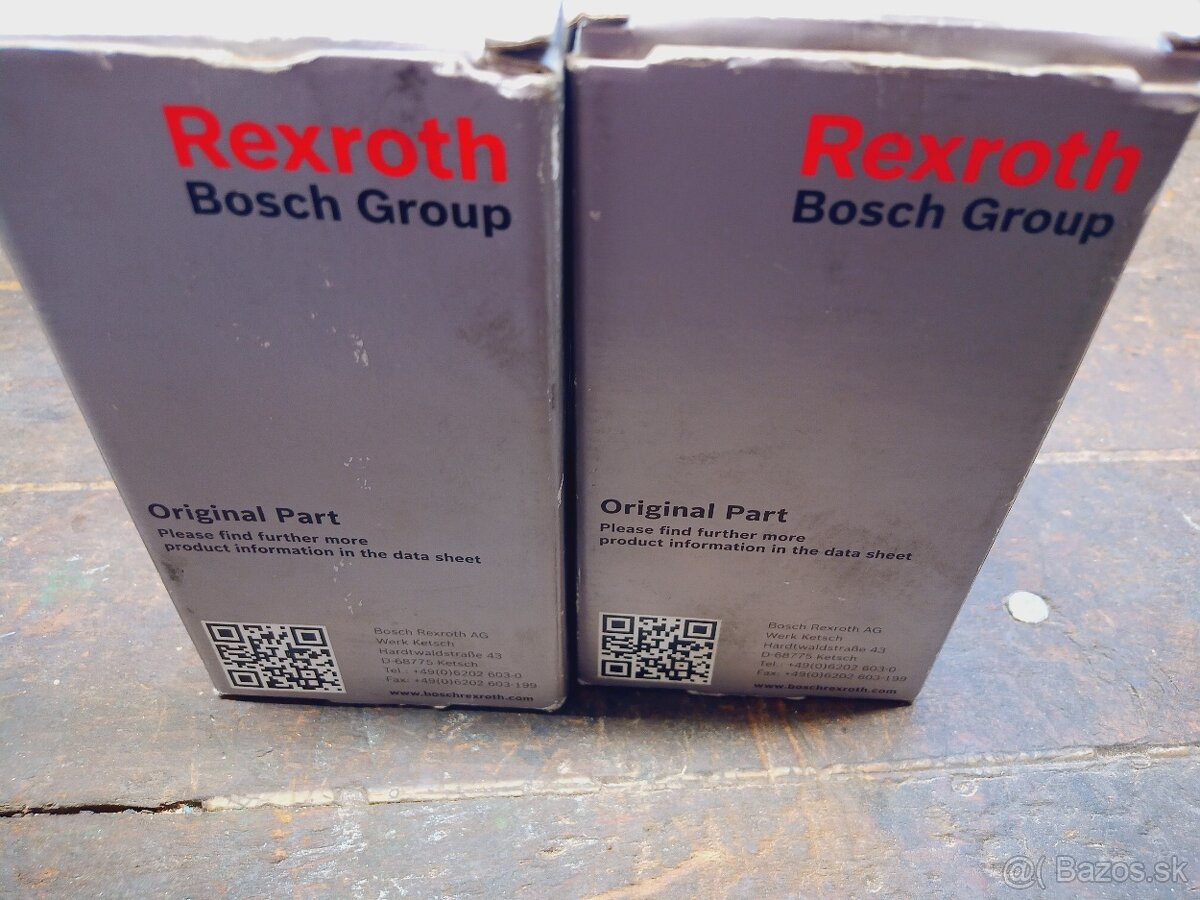 Rexroth
Bosch Group
Original Part
Please find further more
product information in the data sheet
Bosch Rexroth AG
Werk Ketsch
Hardtwaldstraße 43
D-68775 Ketsch
Tel.: +49(0)6202 603-0
Fax: +49(0)6202 603-199
www.boschrexroth.com
Rexroth
Bosch Group
Original Part
Please find further more
product information in the data sheet
Bosch Rexroth AG
Werk Ketsch
Hardtwaldstraße 43
D-68775 Ketsch
Tel.: +49(0)6202 603-0
Fax: +49(0)6202 603-199
www.boschrexroth.com
@( Bazos.sk